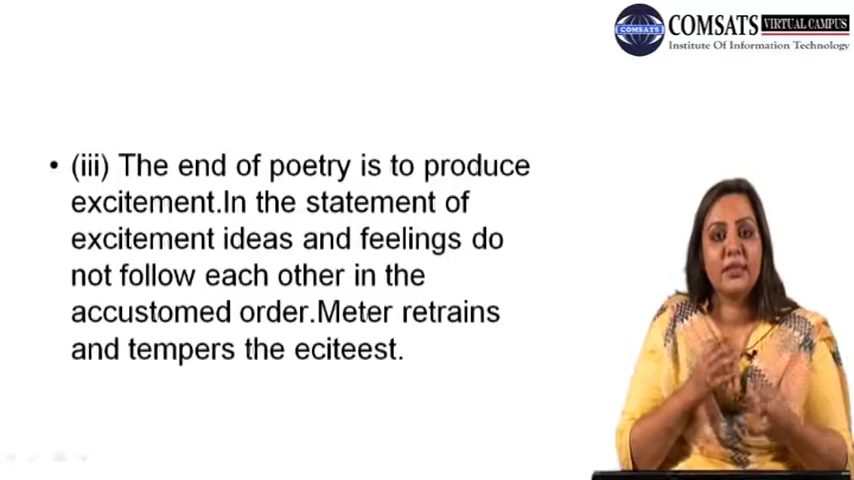 COMSATS VIRTUAL CAMPUS
COMSATS
Institute Of Information Technology
• (iii) The end of poetry is to produce
excitement.In the statement of
excitement ideas and feelings do
not follow each other in the
accustomed order.Meter retrains
and tempers the eciteest.